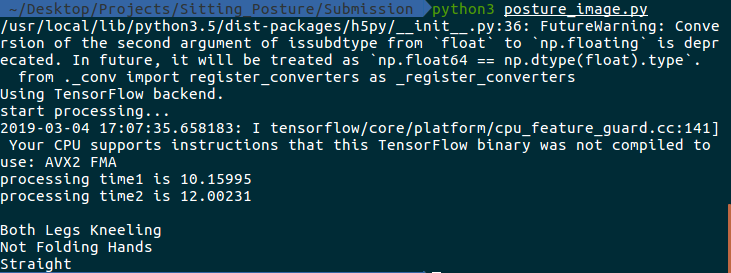 ~/Desktop/Projects/Sitting_Posture/Submission python3 posture_image.py
/usr/local/lib/python3.5/dist-packages/h5py/__init__.py:36: FutureWarning: Conve
rsion of the second argument of issubdtype from `float` to `np.floating` is depr
ecated. In future, it will be treated as `np.float64 == np.dtype(float).type`.
from ._conv import register_converters as _register_converters
Using TensorFlow backend.
start processing...
2019-03-04 17:07:35.658183: I tensorflow/core/platform/cpu_feature_guard.cc:141]
Your CPU supports instructions that this TensorFlow binary was not compiled to
use: AVX2 FMA
processing time1 is 10.15995
processing time2 is 12.00231
Both Legs Kneeling
Not Folding Hands
Straight